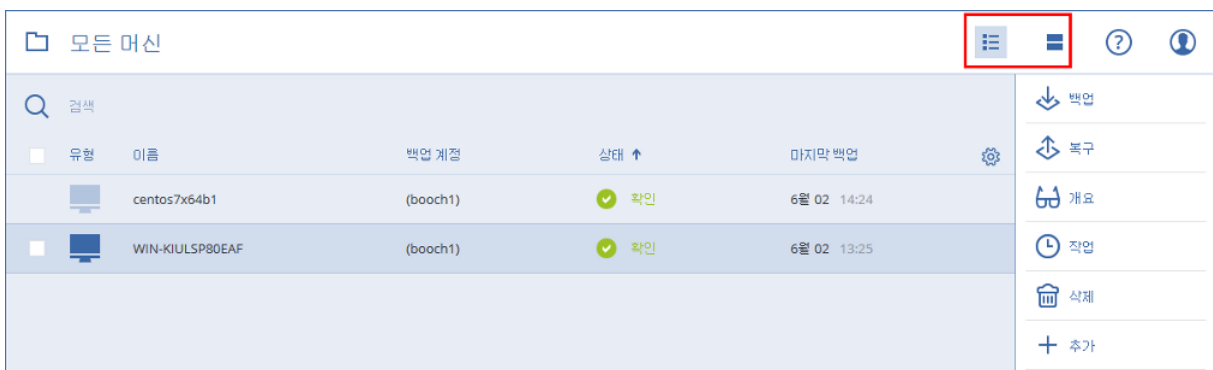 모든 머신
?
검색
백업
유형 이름 백업 계정 상태 마지막 백업
복구
centos7x64b1 (booch1) 확인 6월 02 14:24
개요
WIN-KIULSP80EAF (booch1) 확인 6월 02 13:25
작업
삭제
추가